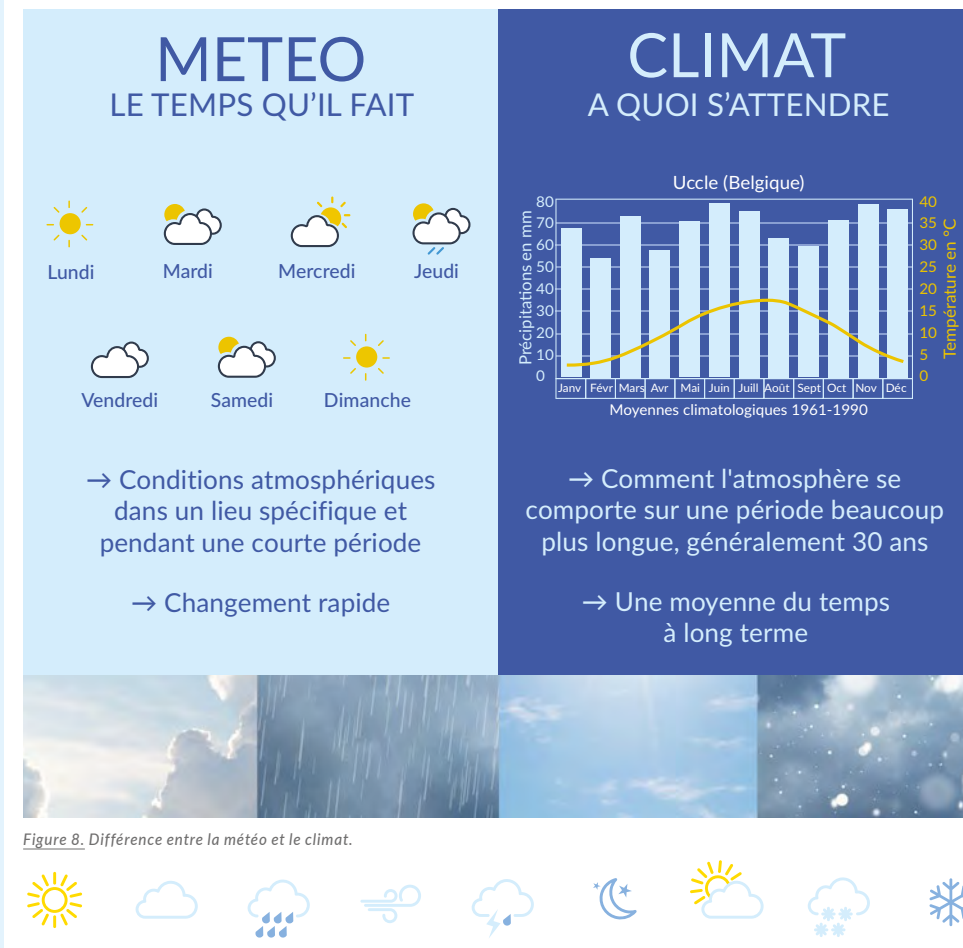 METEO
LE TEMPS QU'IL FAIT
Lundi
Mardi
Mercredi
Jeudi
Vendredi
Samedi
Dimanche
→ Conditions atmosphériques
dans un lieu spécifique et
pendant une courte période
→ Changement rapide
CLIMAT
A QUOI S'ATTENDRE
Uccle (Belgique)
Précipitations en mm
80
70
60
50
40
30
20
10
0
40
35
30
25
20
15
10
5
0
Température en °C
Janv Févr Mars Avr Mai Juin Juill Août Sept Oct Nov Déc
Moyennes climatologiques 1961-1990
→ Comment l'atmosphère se
comporte sur une période beaucoup
plus longue, généralement 30 ans
→ Une moyenne du temps
à long terme
Figure 8. Différence entre la météo et le climat.